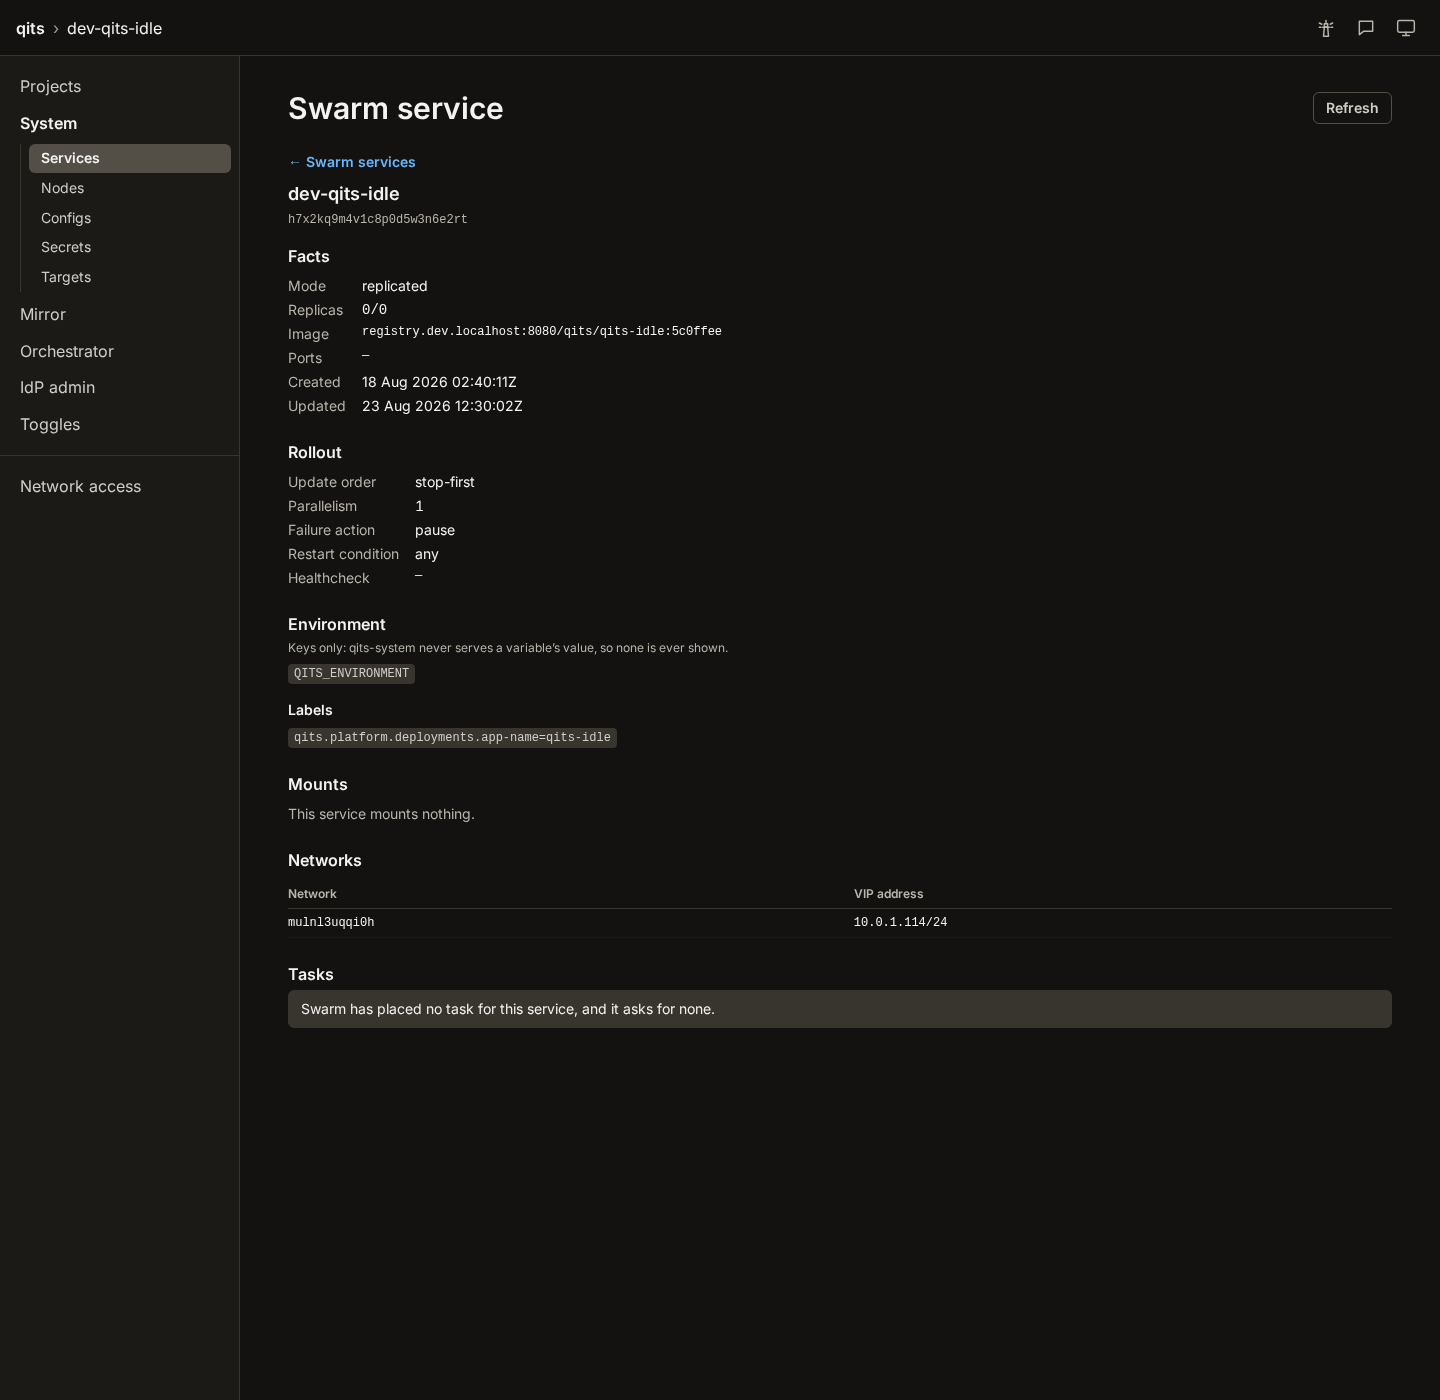 qits › dev-qits-idle
Projects
System
Services
Nodes
Configs
Secrets
Targets
Mirror
Orchestrator
IdP admin
Toggles
Network access
Swarm service
Refresh
← Swarm services
dev-qits-idle
h7x2kq9m4v1c8p0d5w3n6e2rt
Facts
Mode replicated
Replicas 0/0
Image registry.dev.localhost:8080/qits/qits-idle:5c0ffee
Ports —
Created 18 Aug 2026 02:40:11Z
Updated 23 Aug 2026 12:30:02Z
Rollout
Update order stop-first
Parallelism 1
Failure action pause
Restart condition any
Healthcheck —
Environment
Keys only: qits-system never serves a variable’s value, so none is ever shown.
QITS_ENVIRONMENT
Labels
qits.platform.deployments.app-name=qits-idle
Mounts
This service mounts nothing.
Networks
Network VIP address
mulnl3uqqi0h 10.0.1.114/24
Tasks
Swarm has placed no task for this service, and it asks for none.